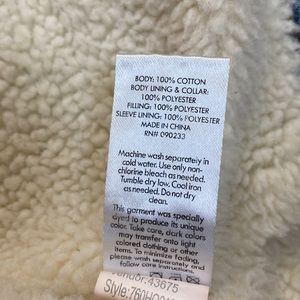 BODY: 100% COTTON
BODY LINING & COLLAR:
100% POLYESTER
FILLING: 100% POLYESTER
SLEEVE LINING: 100% POLYESTER
MADE IN CHINA
RN# 090233
Machine wash separately in
cold water. Use only non-
chlorine bleach as needed.
Tumble dry low. Cool iron
as needed. Do not dry
clean.
This garment was specially
dyed to produce its unique
color. Take care, dark colors
may transfer onto light
colored clothing or other
items. To minimize fading,
please wash separately and
follow care instructions.
Vendor: 43675
Style: